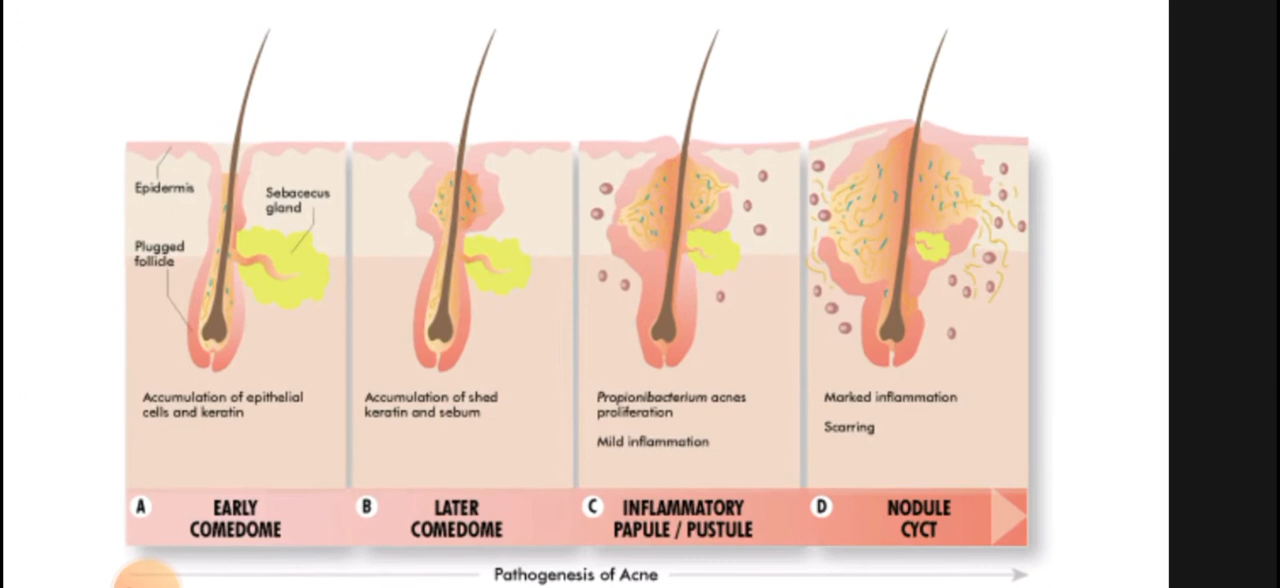 Epidermis
Sebacecus
gland
Plugged
follicle
Accumulation of epithelial
cells and keratin
A
EARLY
COMEDOME
Accumulation of shed
keratin and sebum
B
LATER
COMEDOME
Propionibacterium acnes
proliferation
Mild inflammation
C
INFLAMMATORY
PAPULE / PUSTULE
Marked inflammation
Scarring
D
NODULE
CYCT
Pathogenesis of Acne